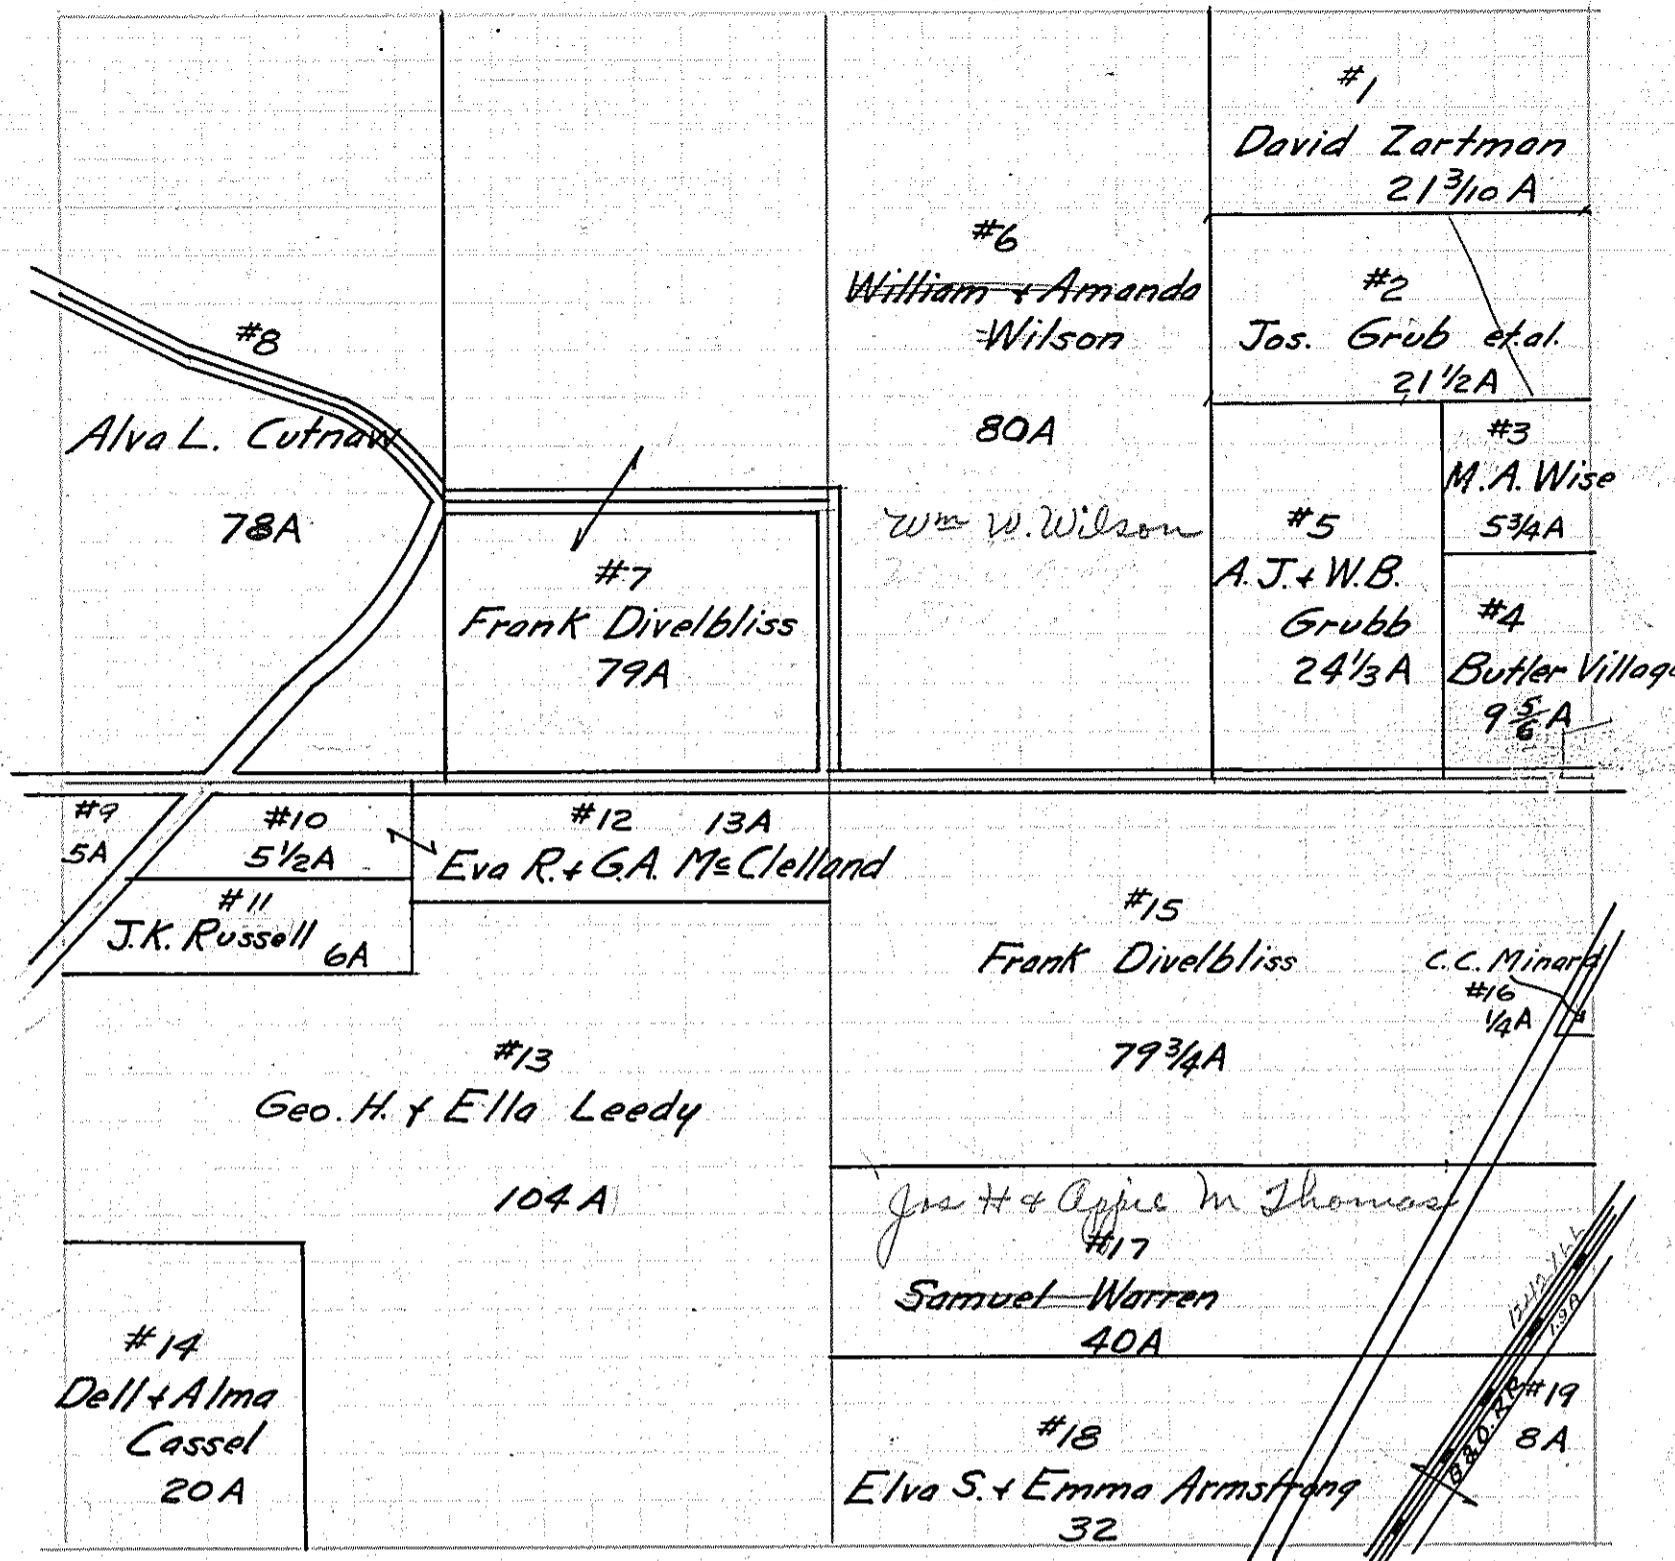 #1
David Zartman
21 3/10 A
#2
Jos. Grub et.al.
21 1/2 A
#3
M.A. Wise
5 3/4 A
#4
Butler Village
9 5/6 A
#5
A.J. + W.B.
Grubb
24 1/3 A
#6
William + Amanda
Wilson
80A
Wm W. Wilson
#7
Frank Divelbliss
79A
#8
Alva L. Cutnaw
78A
#9
5A
#10
5 1/2 A
#11
J.K. Russell 6A
#12 13A
Eva R. + G.A. McClelland
#13
Geo. H. + Ella Leedy
104 A
#14
Dell + Alma
Cassel
20 A
#15
Frank Divelbliss
79 3/4 A
C.C. Minard
#16
1/4 A
Jos H & Appie M Thomas
#17
Samuel Warren
40A
#18
Elva S. + Emma Armstrong
32
B&O.RR
1.9A
#19
8A